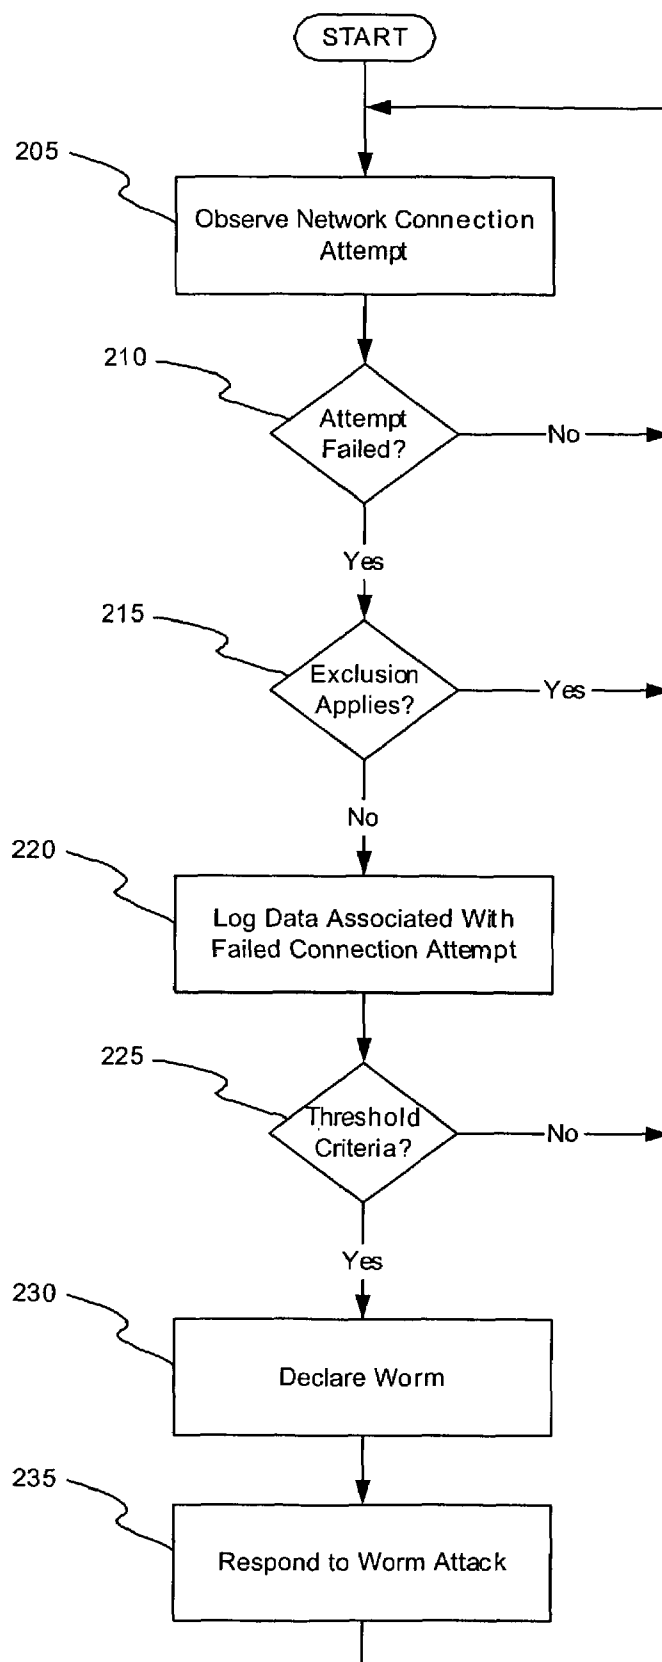 START
205
Observe Network Connection
Attempt
210
Attempt
Failed?
No
Yes
215
Exclusion
Applies?
Yes
No
220
Log Data Associated With
Failed Connection Attempt
225
Threshold
Criteria?
No
Yes
230
Declare Worm
235
Respond to Worm Attack